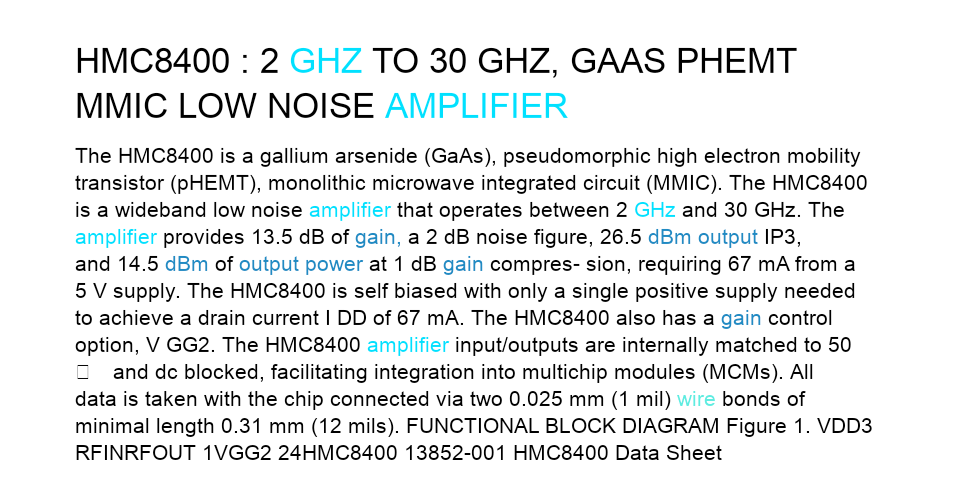 HMC8400 : 2 GHZ TO 30 GHZ, GAAS PHEMT
MMIC LOW NOISE AMPLIFIER
The HMC8400 is a gallium arsenide (GaAs), pseudomorphic high electron mobility
transistor (pHEMT), monolithic microwave integrated circuit (MMIC). The HMC8400
is a wideband low noise amplifier that operates between 2 GHz and 30 GHz. The
amplifier provides 13.5 dB of gain, a 2 dB noise figure, 26.5 dBm output IP3,
and 14.5 dBm of output power at 1 dB gain compres- sion, requiring 67 mA from a
5 V supply. The HMC8400 is self biased with only a single positive supply needed
to achieve a drain current I DD of 67 mA. The HMC8400 also has a gain control
option, V GG2. The HMC8400 amplifier input/outputs are internally matched to 50
□ and dc blocked, facilitating integration into multichip modules (MCMs). All
data is taken with the chip connected via two 0.025 mm (1 mil) wire bonds of
minimal length 0.31 mm (12 mils). FUNCTIONAL BLOCK DIAGRAM Figure 1. VDD3
RFINRFOUT 1VGG2 24HMC8400 13852-001 HMC8400 Data Sheet